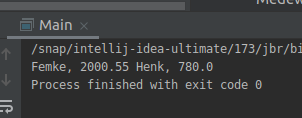 Main ×
/snap/intellij-idea-ultimate/173/jbr/bi
Femke, 2000.55 Henk, 780.0
Process finished with exit code 0